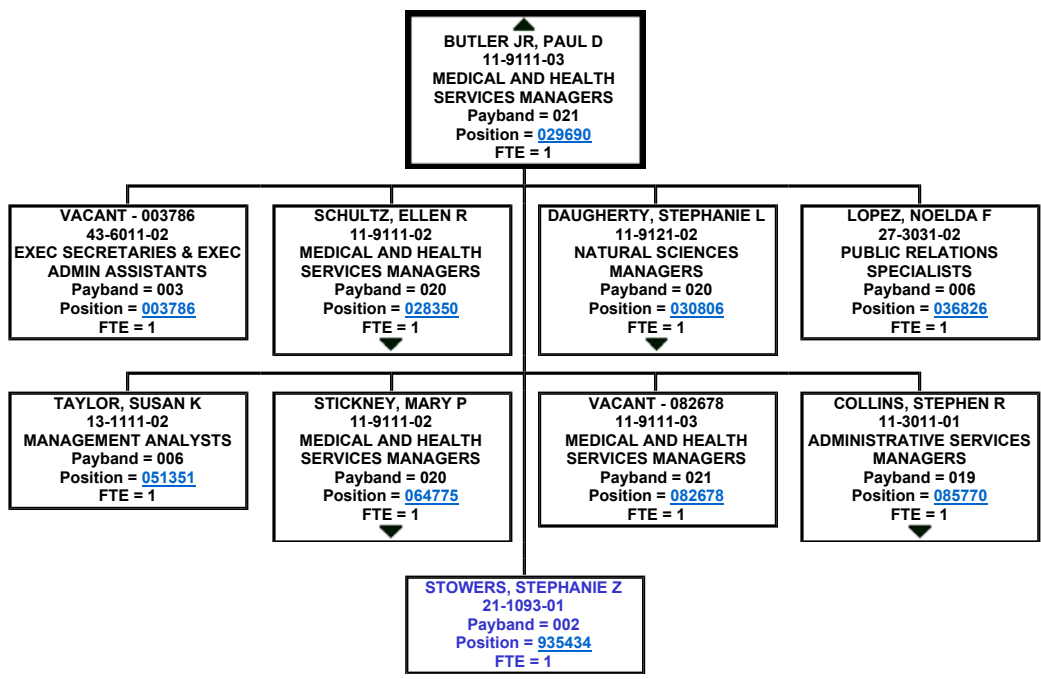 BUTLER JR, PAUL D
11-9111-03
MEDICAL AND HEALTH
SERVICES MANAGERS
Payband = 021
Position = 029690
FTE = 1
VACANT - 003786
43-6011-02
EXEC SECRETARIES & EXEC
ADMIN ASSISTANTS
Payband = 003
Position = 003786
FTE = 1
SCHULTZ, ELLEN R
11-9111-02
MEDICAL AND HEALTH
SERVICES MANAGERS
Payband = 020
Position = 028350
FTE = 1
DAUGHERTY, STEPHANIE L
11-9121-02
NATURAL SCIENCES
MANAGERS
Payband = 020
Position = 030806
FTE = 1
LOPEZ, NOELDA F
27-3031-02
PUBLIC RELATIONS
SPECIALISTS
Payband = 006
Position = 036826
FTE = 1
TAYLOR, SUSAN K
13-1111-02
MANAGEMENT ANALYSTS
Payband = 006
Position = 051351
FTE = 1
STICKNEY, MARY P
11-9111-02
MEDICAL AND HEALTH
SERVICES MANAGERS
Payband = 020
Position = 064775
FTE = 1
VACANT - 082678
11-9111-03
MEDICAL AND HEALTH
SERVICES MANAGERS
Payband = 021
Position = 082678
FTE = 1
COLLINS, STEPHEN R
11-3011-01
ADMINISTRATIVE SERVICES
MANAGERS
Payband = 019
Position = 085770
FTE = 1
STOWERS, STEPHANIE Z
21-1093-01
Payband = 002
Position = 935434
FTE = 1